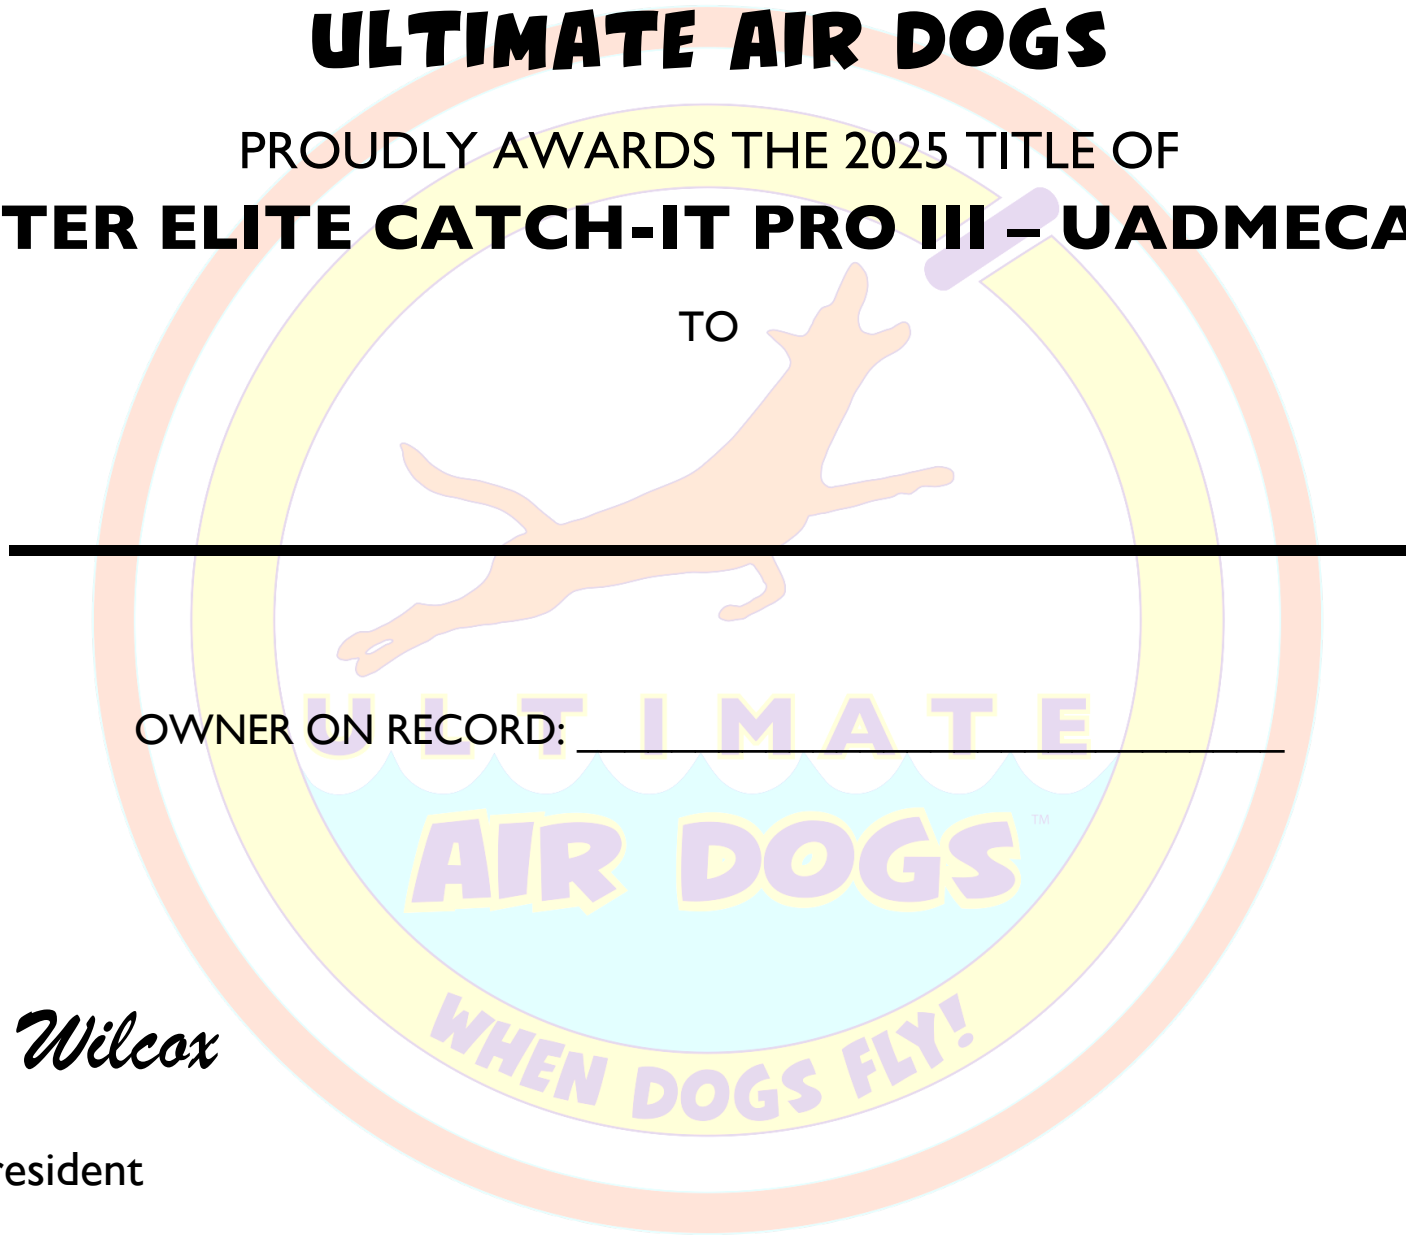 ULTIMATE AIR DOGS
PROUDLY AWARDS THE 2025 TITLE OF
TER ELITE CATCH-IT PRO III – UADMECA
TO
OWNER ON RECORD: ______________________________
ULTIMATE
AIR DOGS ™
Wilcox
WHEN DOGS FLY!
resident